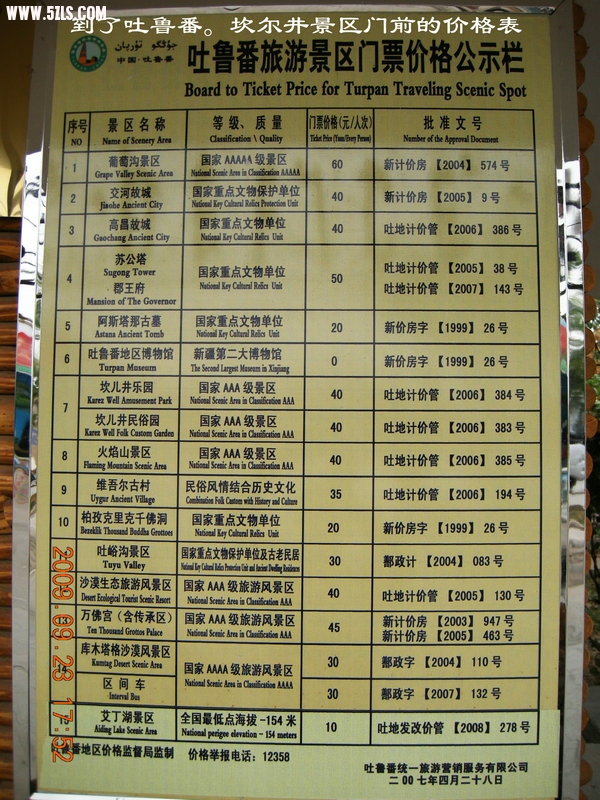 WWW.5ZLS.COM
到了吐鲁番。坎尔井景区门前的价格表
中国·吐鲁番
吐鲁番旅游景区门票价格公示栏
Board to Ticket Price for Turpan Traveling Scenic Spot
序号 景区名称 等级、质量 门票价格(元/人次) 批准文号
NO Name of Scenery Area Classification \ Quality Ticket Price (Yuan/Every Person) Number of the Approval Document
1 葡萄沟景区 国家AAAAA级景区 60 新计价房【2004】574号
Grape Valley Scenic Area National Scenic Area in Classification AAAAA
2 交河故城 国家重点文物保护单位 40 新计价房【2005】9号
Jiaohe Ancient City National Key Cultural Relics Protection Unit
3 高昌故城 国家重点文物单位 40 吐地计价管【2006】386号
Gaochang Ancient City National Key Cultural Relics Unit
4 苏公塔 国家重点文物单位 50 吐地计价管【2005】38号
Sugong Tower National Key Cultural Relics Unit
郡王府 吐地计价管【2007】143号
Mansion of The Governor
5 阿斯塔那古墓 国家重点文物单位 20 新价房字【1999】26号
Astana Ancient Tomb National Key Cultural Relics Unit
6 吐鲁番地区博物馆 新疆第二大博物馆 0 新价房字【1999】26号
Turpan Museum The Second Largest Museum in Xinjiang
7 坎儿井乐园 国家AAA级景区 40 吐地计价管【2006】384号
Karez Well Amusement Park National Scenic Area in Classification AAA
坎儿井民俗园 国家AAA级景区 40 吐地计价管【2006】383号
Karez Well Folk Custom Garden National Scenic Area in Classification AAA
8 火焰山景区 国家AAA级景区 40 吐地计价管【2006】385号
Flaming Mountain Scenic Area National Scenic Area in Classification AAA
9 维吾尔古村 民俗风情结合历史文化 35 吐地计价管【2006】194号
Uygur Ancient Village Combination Folk Custom with History and Culture
10 柏孜克里克千佛洞 国家重点文物单位 20 新价房字【1999】26号
Bezeklik Thousand Buddha Grottoes National Key Cultural Relics Unit
吐峪沟景区 国家重点文物保护单位及古老民居 30 鄯政计【2004】083号
Tuyu Valley National Key Cultural Relics Protection Unit and Ancient Dwelling Residences
沙漠生态旅游风景区 国家AAA级旅游风景区 40 吐地计价管【2005】130号
Desert Ecological Tourist Scenic Resort National Scenic Area in Classification AAA
13 万佛宫（含传承区） 国家AAA级旅游风景区 45 新计价房【2003】947号
Ten Thousand Grottos Palace National Scenic Area in Classification AAA 新计价房【2005】463号
14 库木塔格沙漠风景区 国家AAAA级旅游风景区 30 鄯政字【2004】110号
Kumtag Desert Scenic Area National Scenic Area in Classification AAAA
区间车 30 鄯政字【2007】132号
Interval Bus
15 艾丁湖景区 全国最低点海拔-154米 10 吐地发改价管【2008】278号
Aiding Lake Scenic Area National perigee elevation - 154 meters
吐鲁番地区价格监督局监制 价格举报电话：12358
吐鲁番统一旅游营销服务有限公司
二00七年四月二十八日
2009.09.23 17:52